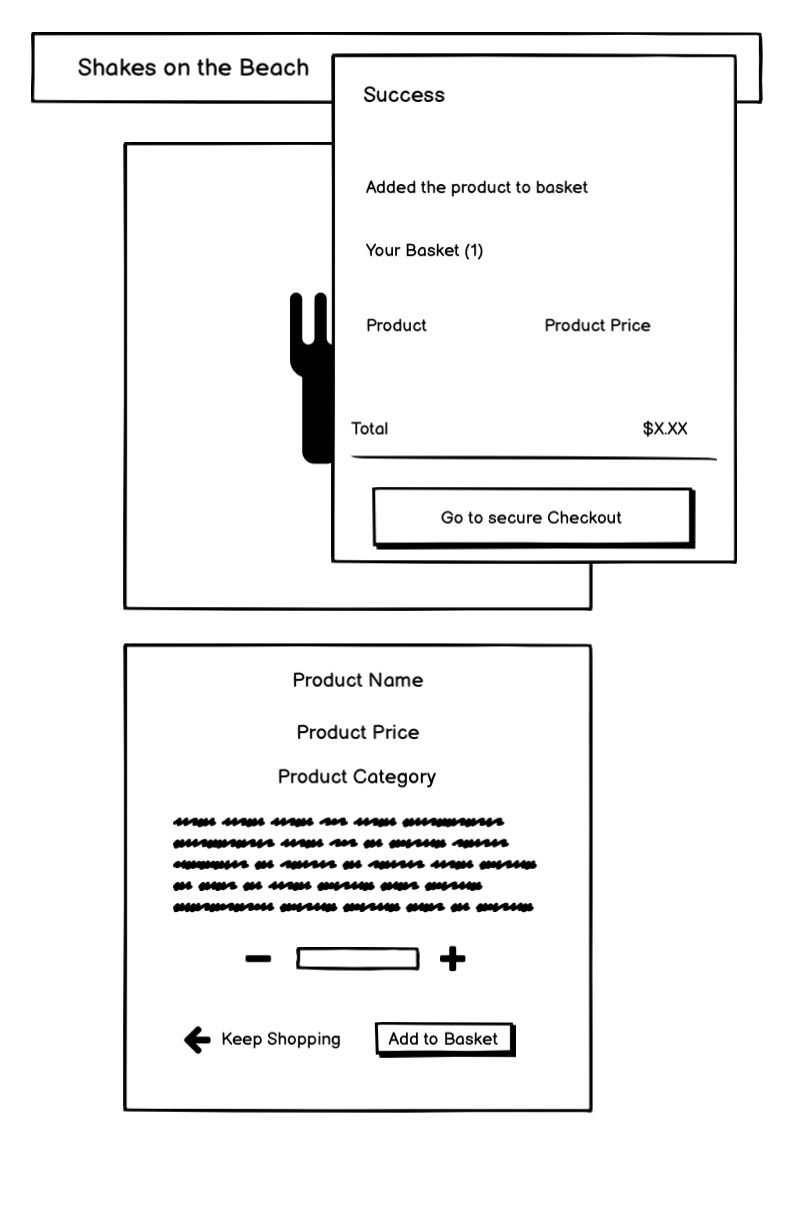 Shakes on the Beach
Success
Added the product to basket
Your Basket (1)
Product Product Price
Total $X.XX
Go to secure Checkout
Product Name
Product Price
Product Category
Keep Shopping Add to Basket